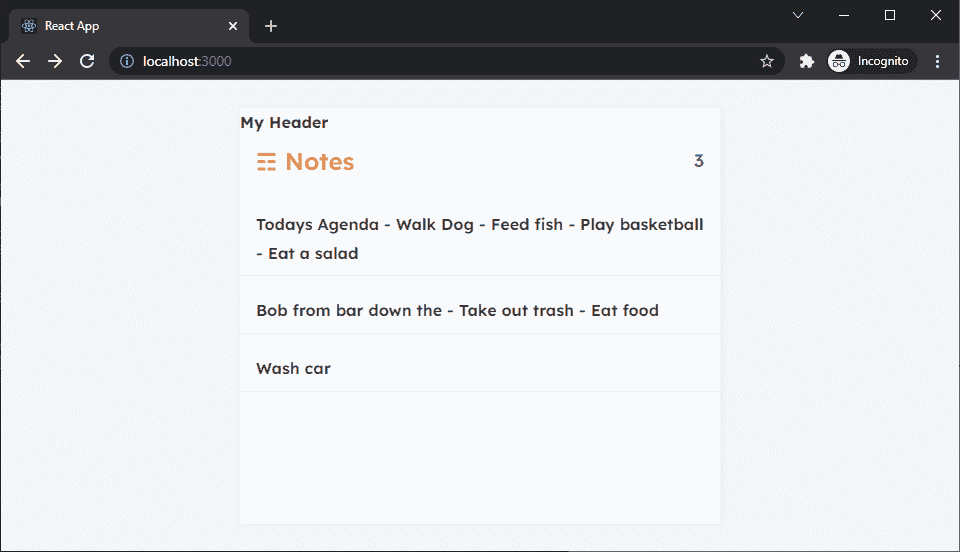 React App
localhost:3000
Incognito
My Header
☶ Notes
3
Todays Agenda - Walk Dog - Feed fish - Play basketball
- Eat a salad
Bob from bar down the - Take out trash - Eat food
Wash car